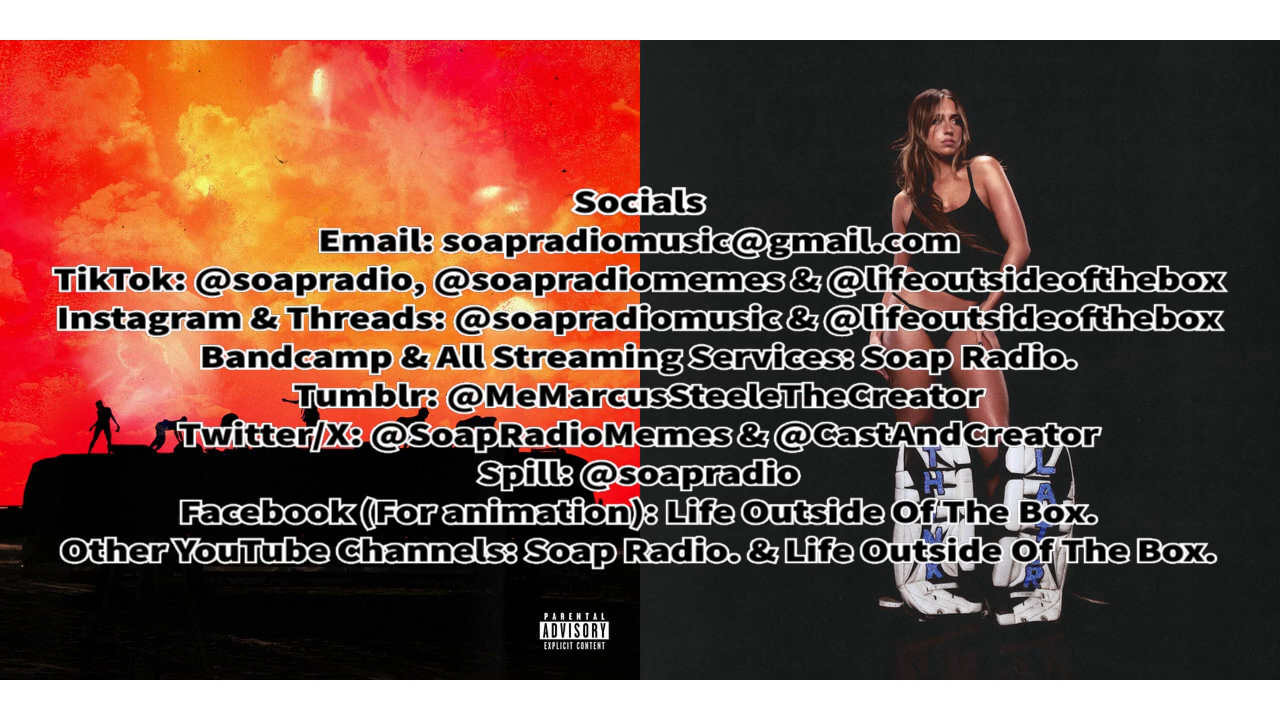 Socials
Email: soapradiomusic@gmail.com
TikTok: @soapradio, @soapradiomemes & @lifeoutsideofthebox
Instagram & Threads: @soapradiomusic & @lifeoutsideofthebox
Bandcamp & All Streaming Services: Soap Radio.
Tumblr: @MeMarcusSteeleTheCreator
Twitter/X: @SoapRadioMemes & @CastAndCreator
Spill: @soapradio
Facebook (For animation): Life Outside Of The Box.
Other YouTube Channels: Soap Radio. & Life Outside Of The Box.
THINK
LATER
PARENTAL
ADVISORY
EXPLICIT CONTENT